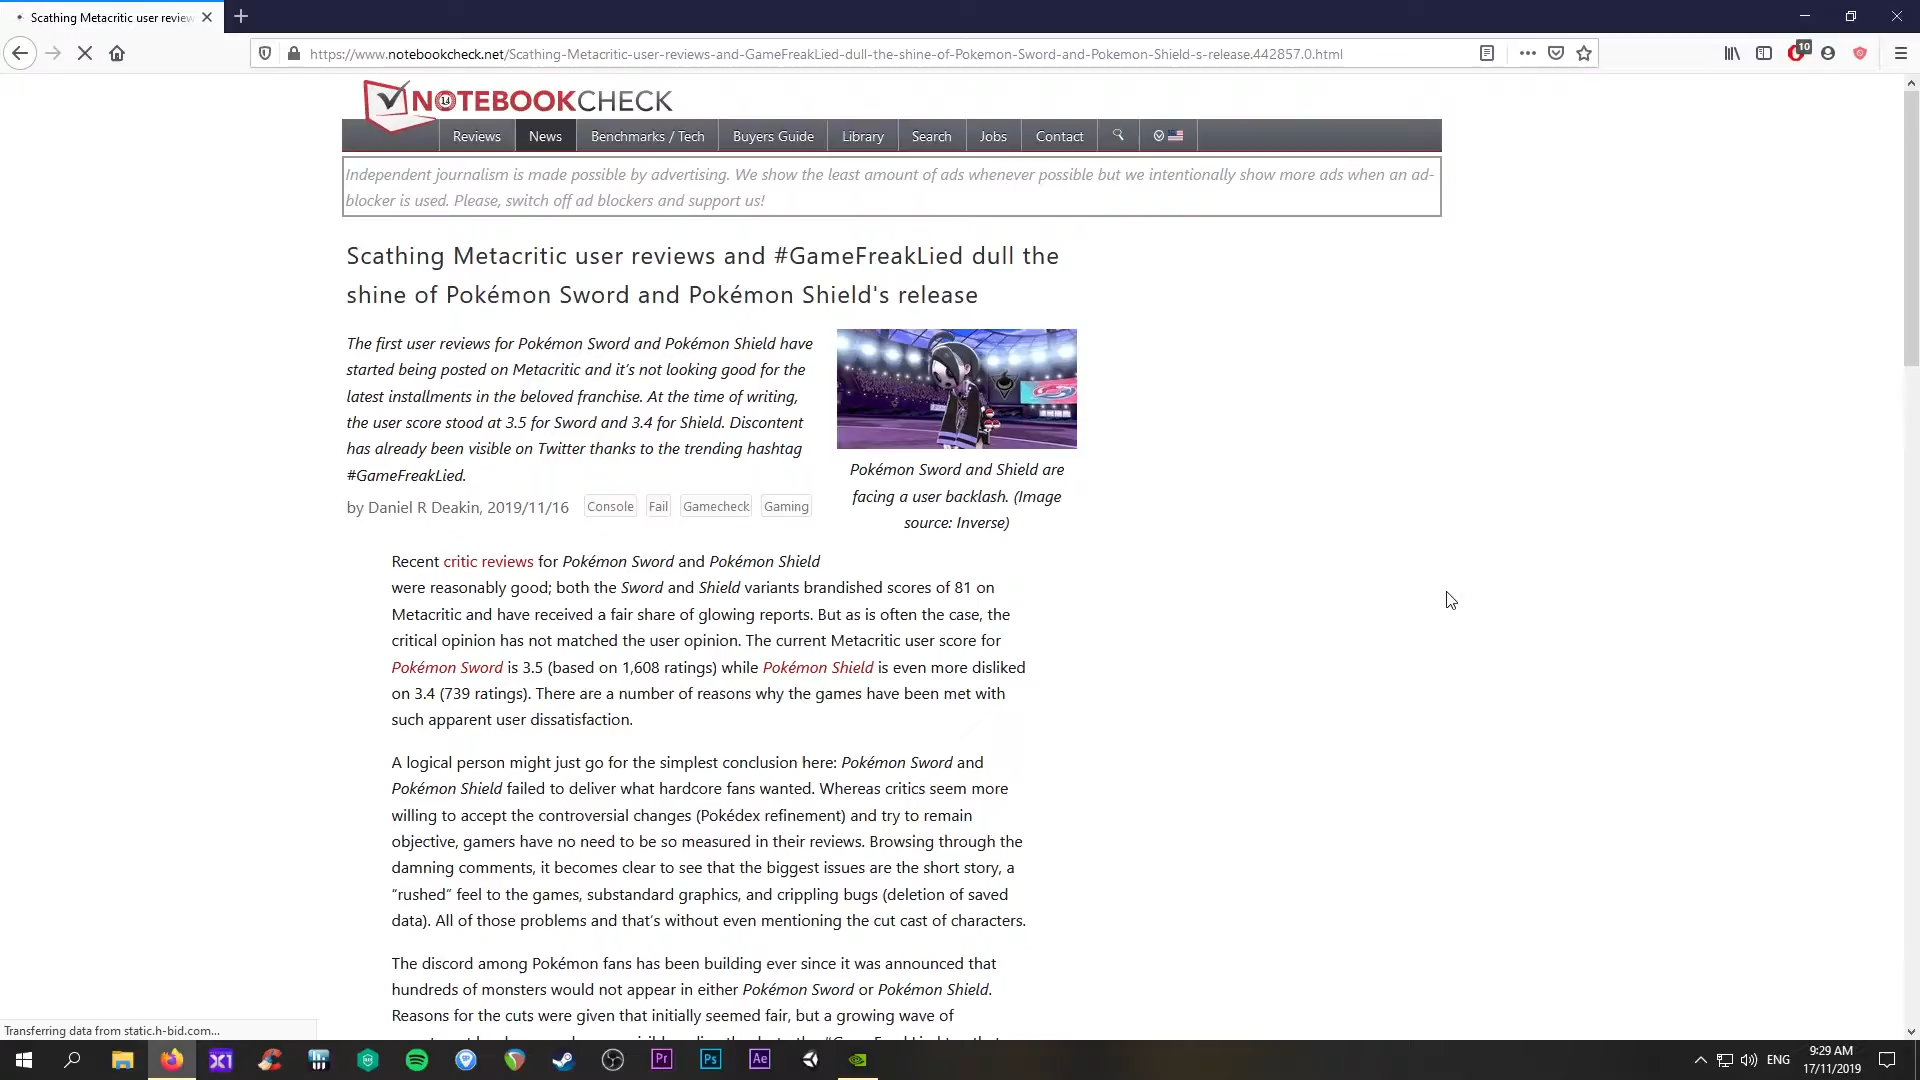 Scathing Metacritic user review
https://www.notebookcheck.net/Scathing-Metacritic-user-reviews-and-GameFreakLied-dull-the-shine-of-Pokemon-Sword-and-Pokemon-Shield-s-release.442857.0.html
10
14
NOTEBOOKCHECK
Reviews News Benchmarks / Tech Buyers Guide Library Search Jobs Contact
Independent journalism is made possible by advertising. We show the least amount of ads whenever possible but we intentionally show more ads when an ad-
blocker is used. Please, switch off ad blockers and support us!
Scathing Metacritic user reviews and #GameFreakLied dull the
shine of Pokémon Sword and Pokémon Shield's release
The first user reviews for Pokémon Sword and Pokémon Shield have
started being posted on Metacritic and it's not looking good for the
latest installments in the beloved franchise. At the time of writing,
the user score stood at 3.5 for Sword and 3.4 for Shield. Discontent
has already been visible on Twitter thanks to the trending hashtag
#GameFreakLied.
Pokémon Sword and Shield are
facing a user backlash. (Image
source: Inverse)
by Daniel R Deakin, 2019/11/16 Console Fail Gamecheck Gaming
Recent critic reviews for Pokémon Sword and Pokémon Shield
were reasonably good; both the Sword and Shield variants brandished scores of 81 on
Metacritic and have received a fair share of glowing reports. But as is often the case, the
critical opinion has not matched the user opinion. The current Metacritic user score for
Pokémon Sword is 3.5 (based on 1,608 ratings) while Pokémon Shield is even more disliked
on 3.4 (739 ratings). There are a number of reasons why the games have been met with
such apparent user dissatisfaction.
A logical person might just go for the simplest conclusion here: Pokémon Sword and
Pokémon Shield failed to deliver what hardcore fans wanted. Whereas critics seem more
willing to accept the controversial changes (Pokédex refinement) and try to remain
objective, gamers have no need to be so measured in their reviews. Browsing through the
damning comments, it becomes clear to see that the biggest issues are the short story, a
“rushed” feel to the games, substandard graphics, and crippling bugs (deletion of saved
data). All of those problems and that's without even mentioning the cut cast of characters.
The discord among Pokémon fans has been building ever since it was announced that
hundreds of monsters would not appear in either Pokémon Sword or Pokémon Shield.
Reasons for the cuts were given that initially seemed fair, but a growing wave of
Transferring data from static.h-bid.com...
X1
Pr
Ps
Ae
ENG
9:29 AM
17/11/2019